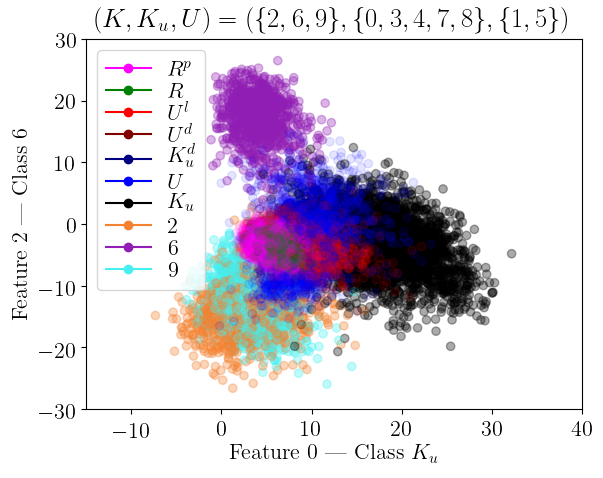 (K, K_u, U) = ({2, 6, 9}, {0, 3, 4, 7, 8}, {1, 5})
30
20
10
0
−10
−20
−30
Feature 2 — Class 6
R^p
R
U^l
U^d
K_u^d
U
K_u
2
6
9
−10 0 10 20 30 40
Feature 0 — Class K_u